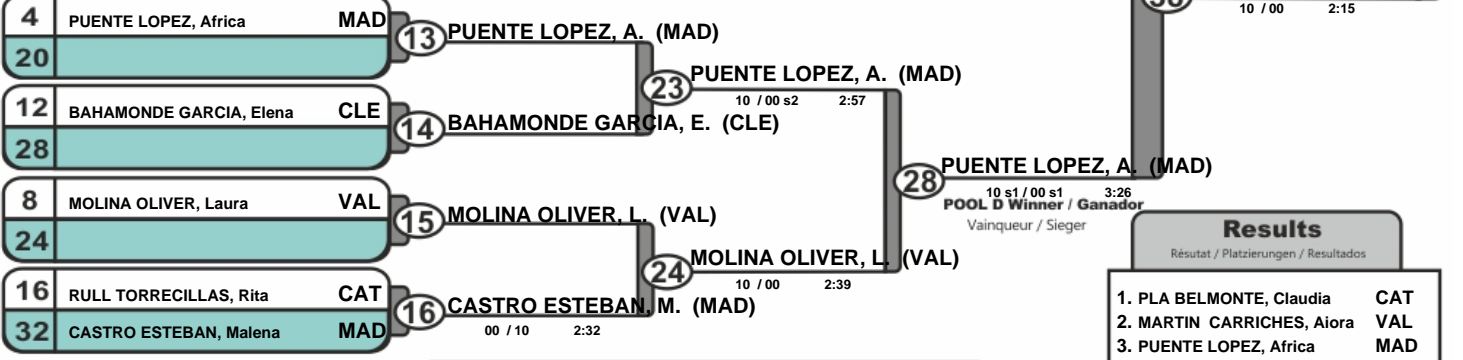 4 PUENTE LOPEZ, Africa MAD
20
12 BAHAMONDE GARCIA, Elena CLE
28
8 MOLINA OLIVER, Laura VAL
24
16 RULL TORRECILLAS, Rita CAT
32 CASTRO ESTEBAN, Malena MAD
13 PUENTE LOPEZ, A. (MAD)
14 BAHAMONDE GARCIA, E. (CLE)
15 MOLINA OLIVER, L. (VAL)
16 CASTRO ESTEBAN, M. (MAD)
00 / 10 2:32
23 PUENTE LOPEZ, A. (MAD)
10 / 00 s2 2:57
24 MOLINA OLIVER, L. (VAL)
10 / 00 2:39
28 PUENTE LOPEZ, A. (MAD)
10 s1 / 00 s1 3:26
POOL D Winner / Ganador
Vainqueur / Sieger
10 / 00 2:15
Results
Résutat / Platzierungen / Resultados
1. PLA BELMONTE, Claudia CAT
2. MARTIN CARRICHES, Aiora VAL
3. PUENTE LOPEZ, Africa MAD